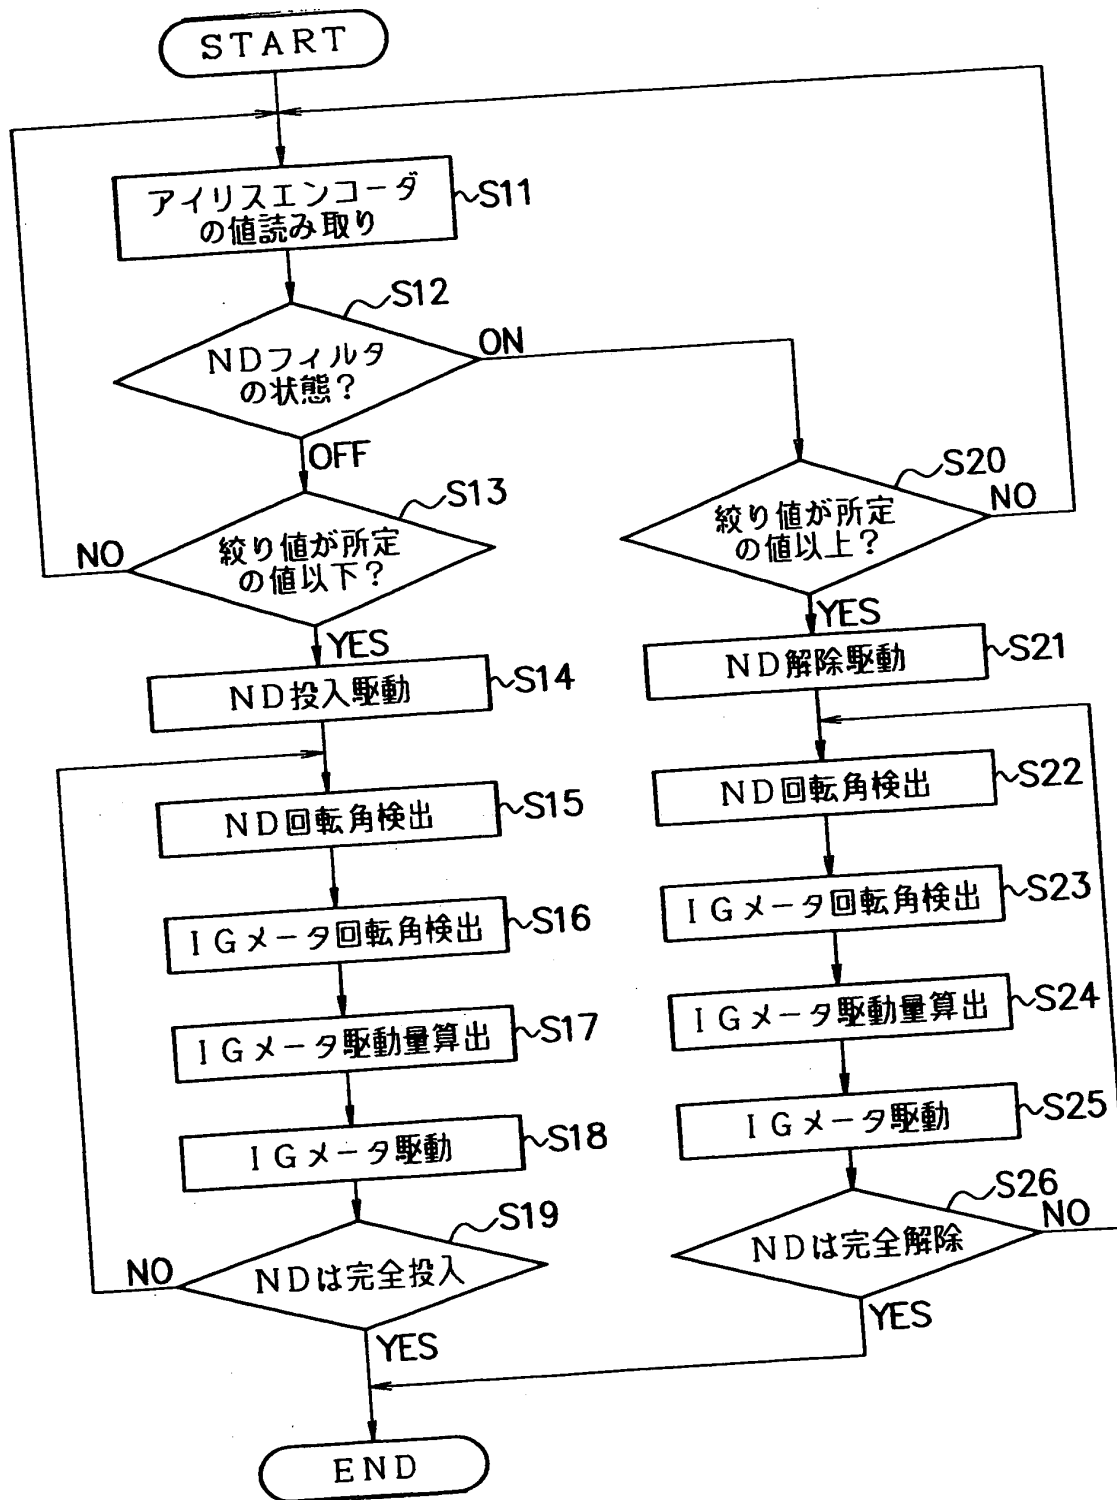 START
アイリスエンコーダ
の値読み取り
S11
S12
NDフィルタ
の状態?
ON
OFF
S13
絞り値が所定
の値以下?
NO
YES
S20
絞り値が所定
の値以上?
NO
YES
ND投入駆動
S14
ND解除駆動
S21
ND回転角検出
S15
ND回転角検出
S22
IGメータ回転角検出
S16
IGメータ回転角検出
S23
IGメータ駆動量算出
S17
IGメータ駆動量算出
S24
IGメータ駆動
S18
IGメータ駆動
S25
S19
NDは完全投入
NO
YES
S26
NDは完全解除
NO
YES
END